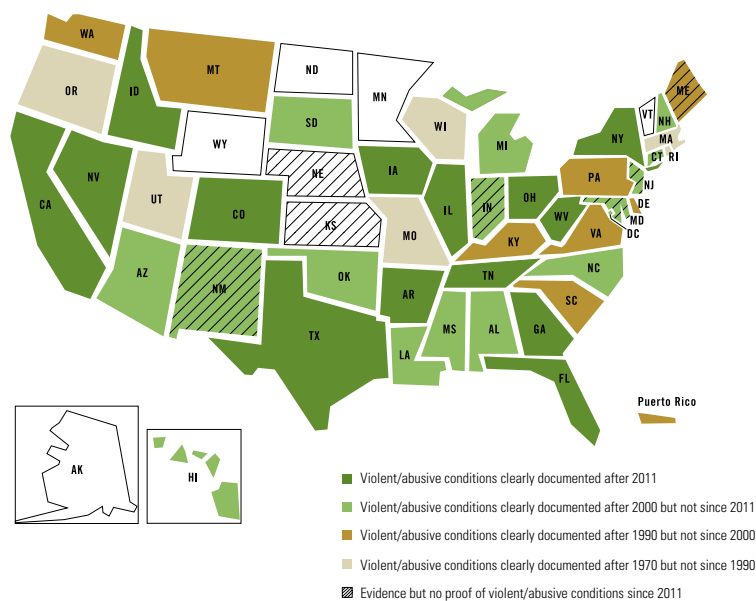 WA
MT
ND
MN
OR
ID
WY
SD
WI
MI
VT
NH
ME
NY
MA
CT
RI
NV
CA
UT
CO
NE
IA
IL
IN
OH
PA
NJ
DE
MD
DC
WV
VA
KS
MO
KY
AZ
NM
OK
AR
TN
NC
SC
TX
LA
MS
AL
GA
FL
Puerto Rico
AK
HI
Violent/abusive conditions clearly documented after 2011
Violent/abusive conditions clearly documented after 2000 but not since 2011
Violent/abusive conditions clearly documented after 1990 but not since 2000
Violent/abusive conditions clearly documented after 1970 but not since 1990
Evidence but no proof of violent/abusive conditions since 2011